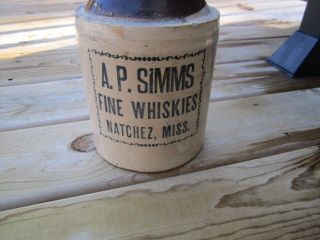 A. P. SIMMS
FINE WHISKIES
NATCHEZ, MISS.